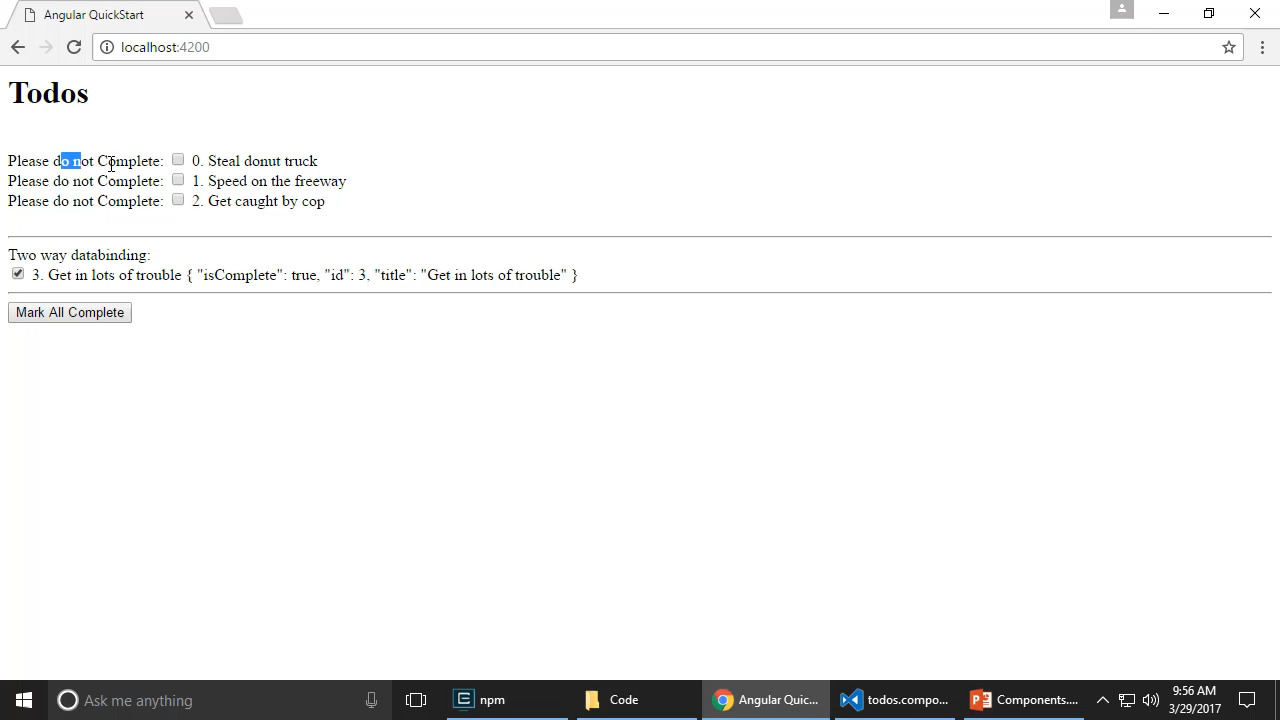 Angular QuickStart
localhost:4200
Todos
Please do not Complete: 0. Steal donut truck
Please do not Complete: 1. Speed on the freeway
Please do not Complete: 2. Get caught by cop
Two way databinding:
3. Get in lots of trouble { "isComplete": true, "id": 3, "title": "Get in lots of trouble" }
Mark All Complete
Ask me anything
npm
Code
Angular Quic...
todos.compo...
Components....
9:56 AM
3/29/2017